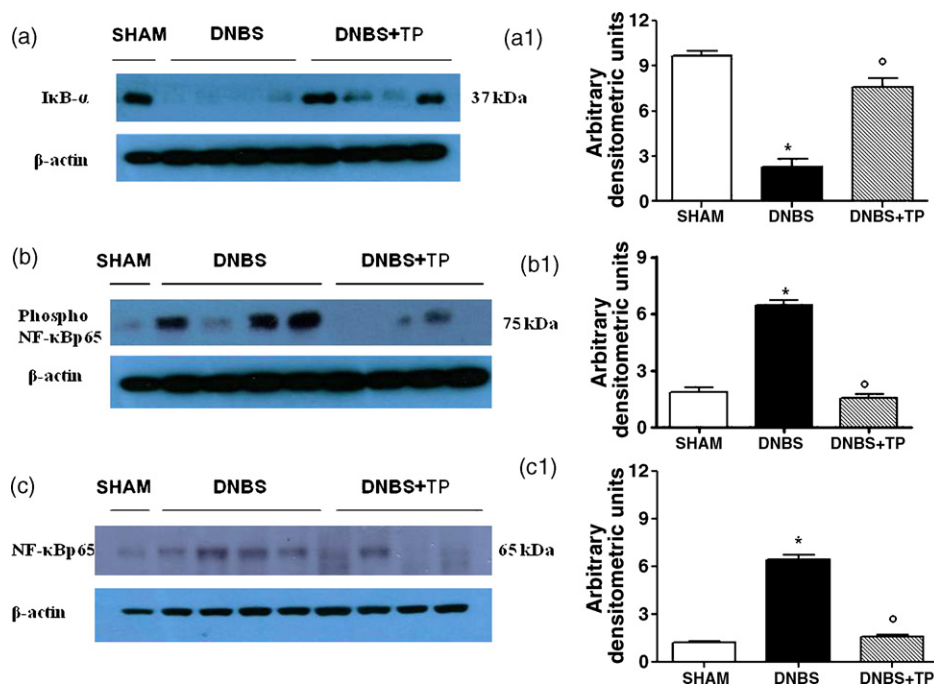 (a)
SHAM DNBS DNBS+TP
IκB-α
37 kDa
β-actin
(a1)
Arbitrary
densitometric units
12
9
6
3
0
*
°
SHAM DNBS DNBS+TP
(b)
SHAM DNBS DNBS+TP
Phospho
NF-κBp65
75 kDa
β-actin
(b1)
Arbitrary
densitometric units
9
6
3
0
*
°
SHAM DNBS DNBS+TP
(c)
SHAM DNBS DNBS+TP
NF-κBp65
65 kDa
β-actin
(c1)
Arbitrary
densitometric units
12
9
6
3
0
*
°
SHAM DNBS DNBS+TP